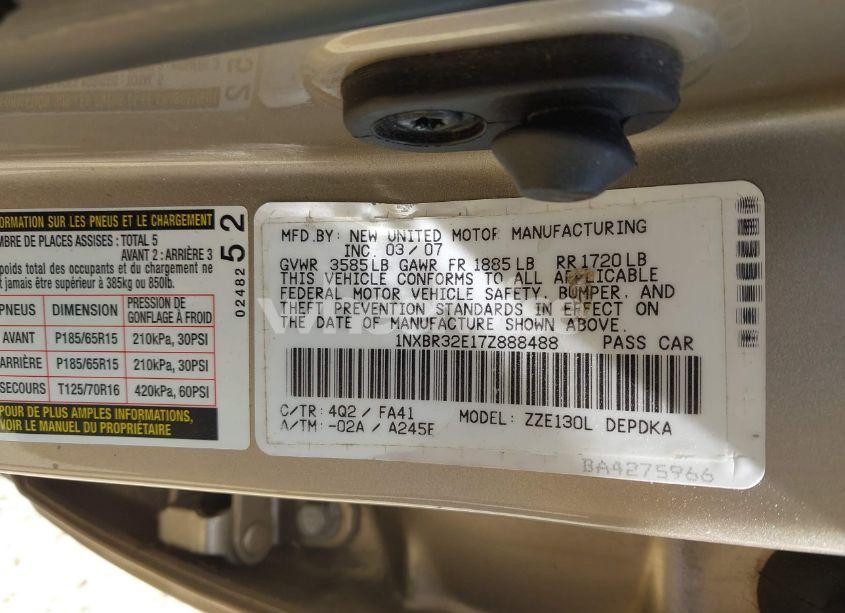 FORMATION SUR LES PNEUS ET LE CHARGEMENT
MBRE DE PLACES ASSISES : TOTAL 5
AVANT 2 : ARRIÈRE 3
poids total des occupants et du chargement ne
t jamais être supérieur à 385kg ou 850lb.
PNEUS DIMENSION PRESSION DE GONFLAGE À FROID
AVANT P185/65R15 210kPa, 30PSI
ARRIÈRE P185/65R15 210kPa, 30PSI
SECOURS T125/70R16 420kPa, 60PSI
POUR DE PLUS AMPLES INFORMATIONS,
VOIR LE MANUEL DU PROPRIÉTAIRE
02482 52
MFD.BY: NEW UNITED MOTOR MANUFACTURING
INC. 03/07
GVWR 3585LB GAWR FR 1885LB RR 1720LB
THIS VEHICLE CONFORMS TO ALL APPLICABLE
FEDERAL MOTOR VEHICLE SAFETY, BUMPER, AND
THEFT PREVENTION STANDARDS IN EFFECT ON
THE DATE OF MANUFACTURE SHOWN ABOVE.
1NXBR32E17Z888488 PASS CAR
C/TR: 4Q2 / FA41 MODEL: ZZE130L DEPDKA
A/TM: -02A / A245E
BA4275966